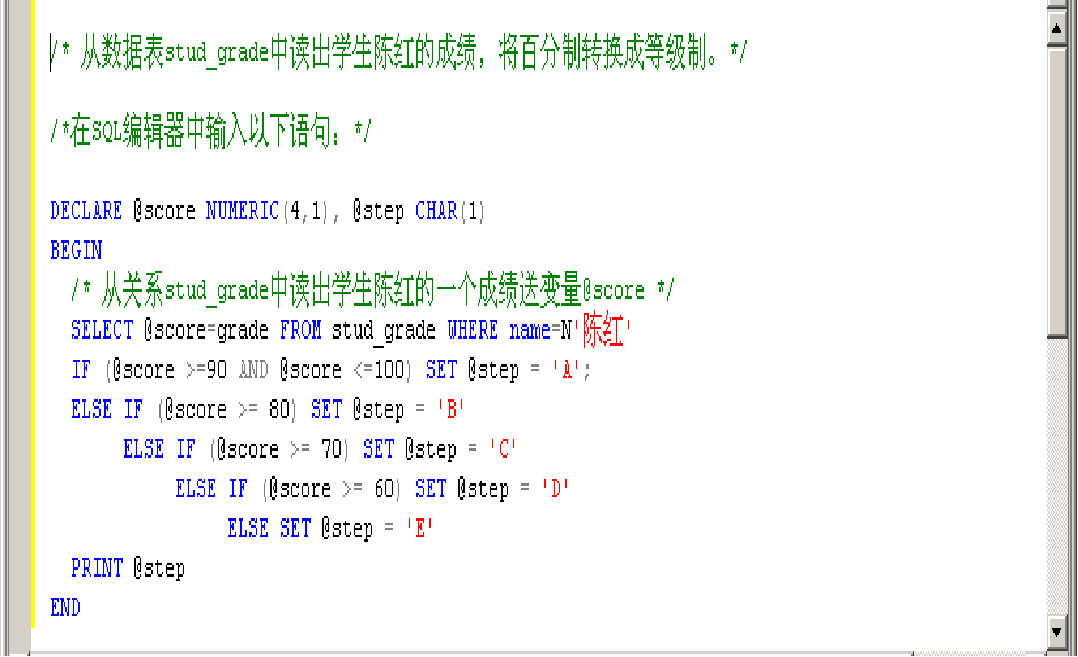 /* 从数据表stud_grade中读出学生陈红的成绩，将百分制转换成等级制。*/
/*在SQL编辑器中输入以下语句：*/
DECLARE @score NUMERIC(4,1), @step CHAR(1)
BEGIN
/* 从关系stud_grade中读出学生陈红的一个成绩送变量@score */
SELECT @score=grade FROM stud_grade WHERE name=N'陈红'
IF (@score >=90 AND @score <=100) SET @step = 'A';
ELSE IF (@score >= 80) SET @step = 'B'
ELSE IF (@score >= 70) SET @step = 'C'
ELSE IF (@score >= 60) SET @step = 'D'
ELSE SET @step = 'E'
PRINT @step
END